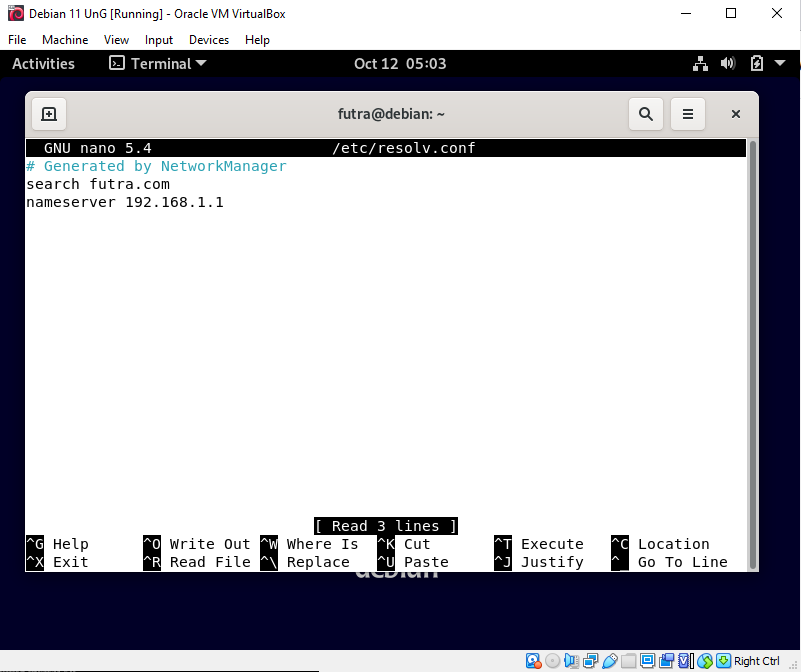 Debian 11 UnG [Running] - Oracle VM VirtualBox
File Machine View Input Devices Help
Activities Terminal Oct 12 05:03
futra@debian: ~
GNU nano 5.4 /etc/resolv.conf
# Generated by NetworkManager
search futra.com
nameserver 192.168.1.1
[ Read 3 lines ]
^G Help ^O Write Out ^W Where Is ^K Cut ^T Execute ^C Location
^X Exit ^R Read File ^\ Replace ^U Paste ^J Justify ^_ Go To Line
debian
Right Ctrl